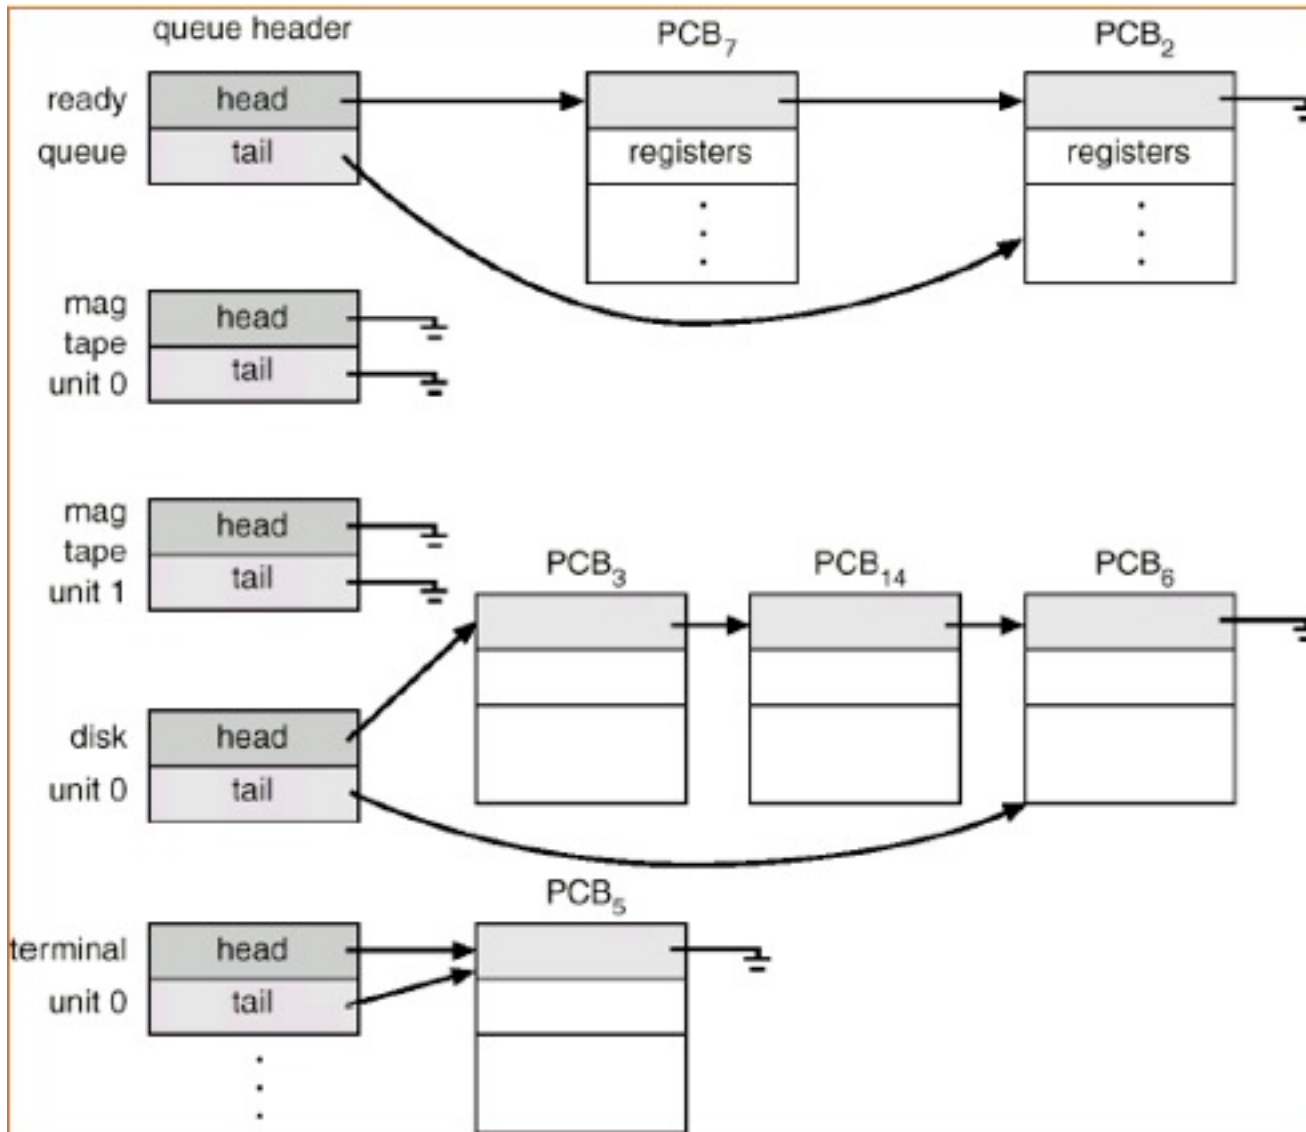 queue header
PCB7
PCB2
ready
head
queue
tail
registers
registers
mag
tape
unit 0
head
tail
mag
tape
unit 1
head
tail
PCB3
PCB14
PCB6
disk
head
unit 0
tail
PCB5
terminal
head
unit 0
tail